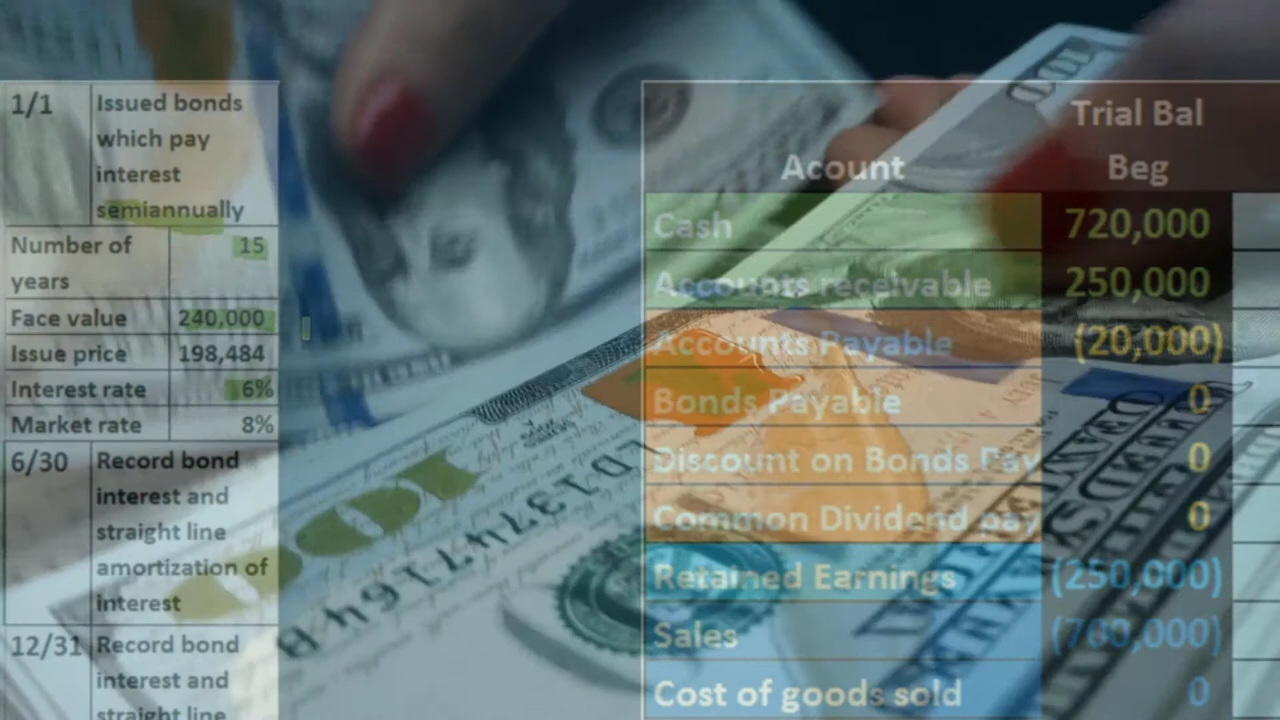 1/1 Issued bonds
which pay
interest
semiannually
Number of 15
years
Face value 240,000
Issue price 198,484
Interest rate 6%
Market rate 8%
6/30 Record bond
interest and
straight line
amortization of
interest
12/31 Record bond
interest and
straight line
Trial Bal
Acount Beg
Cash 720,000
Accounts receivable 250,000
Accounts Payable (20,000)
Bonds Payable 0
Discount on Bonds Pay 0
Common Dividend pay 0
Retained Earnings (250,000)
Sales (700,000)
Cost of goods sold 0
100